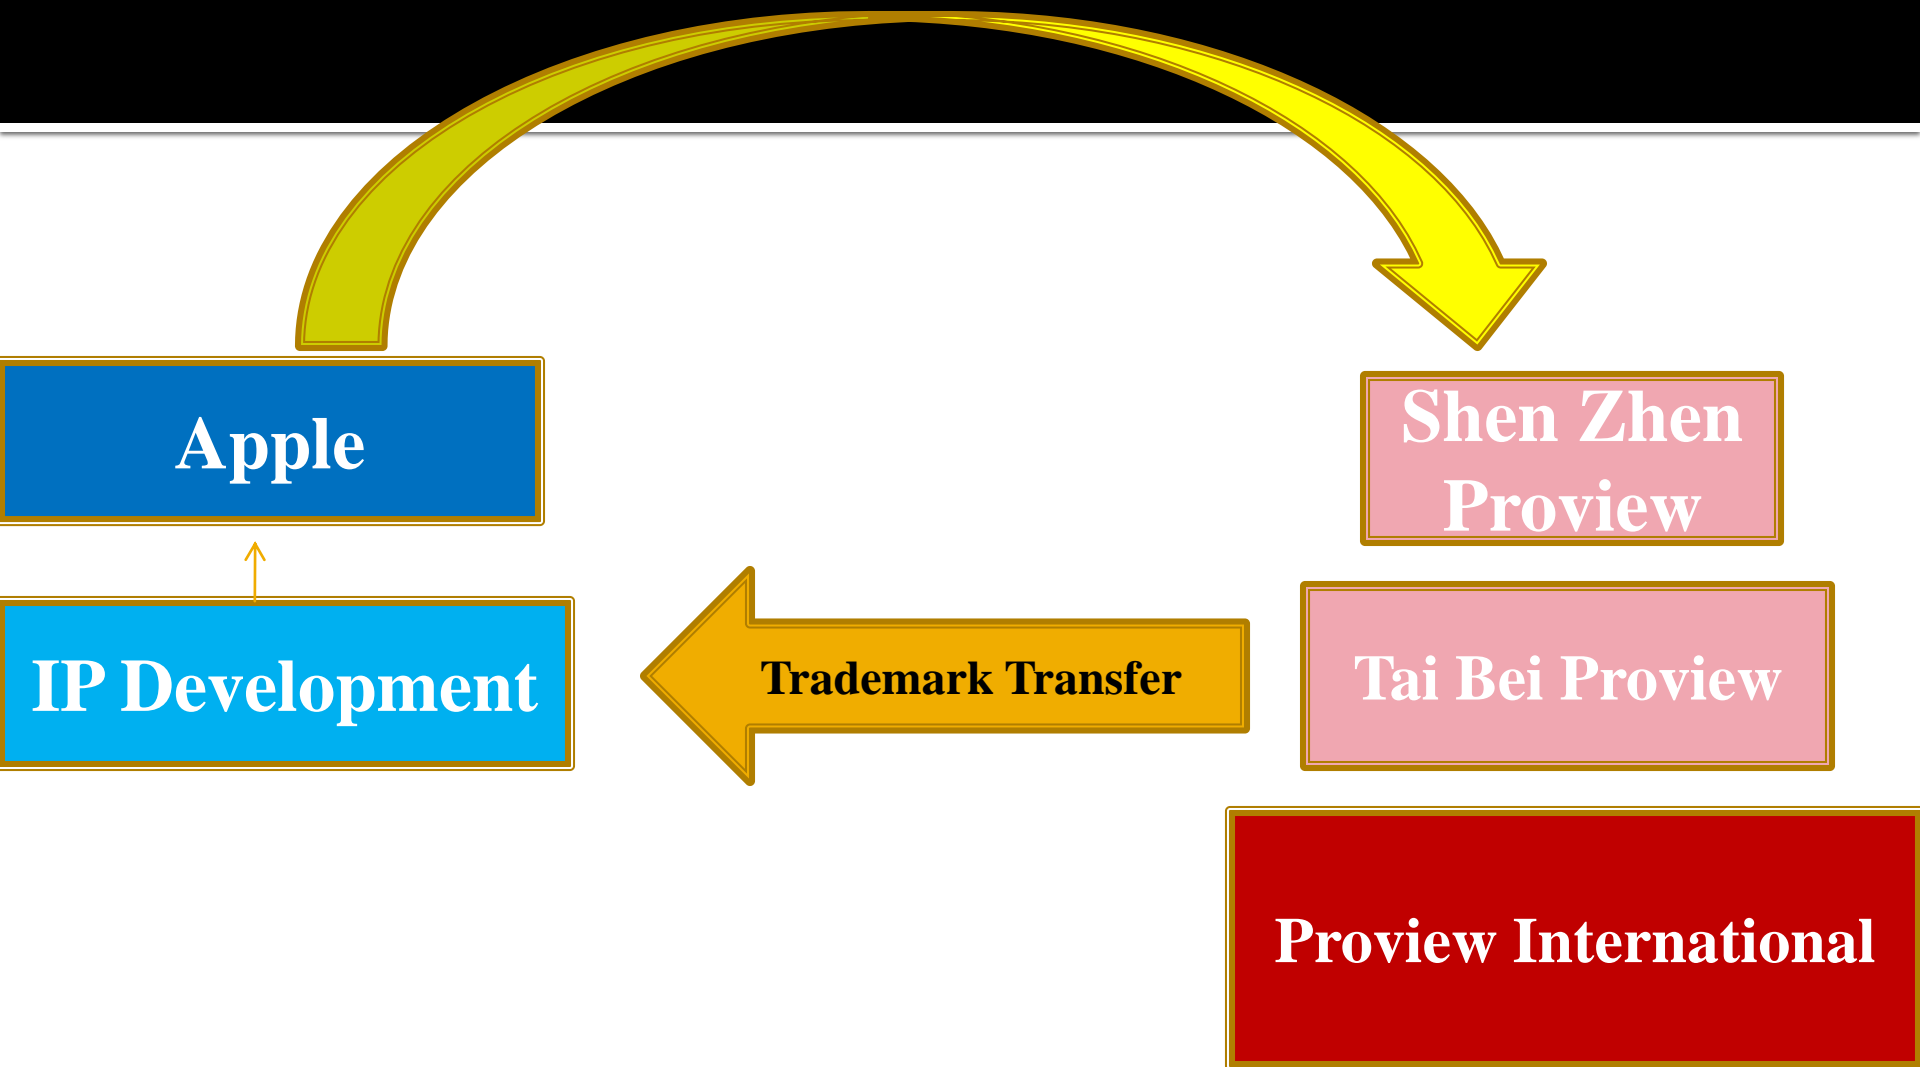 Apple
Shen Zhen
Proview
IP Development
Trademark Transfer
Tai Bei Proview
Proview International